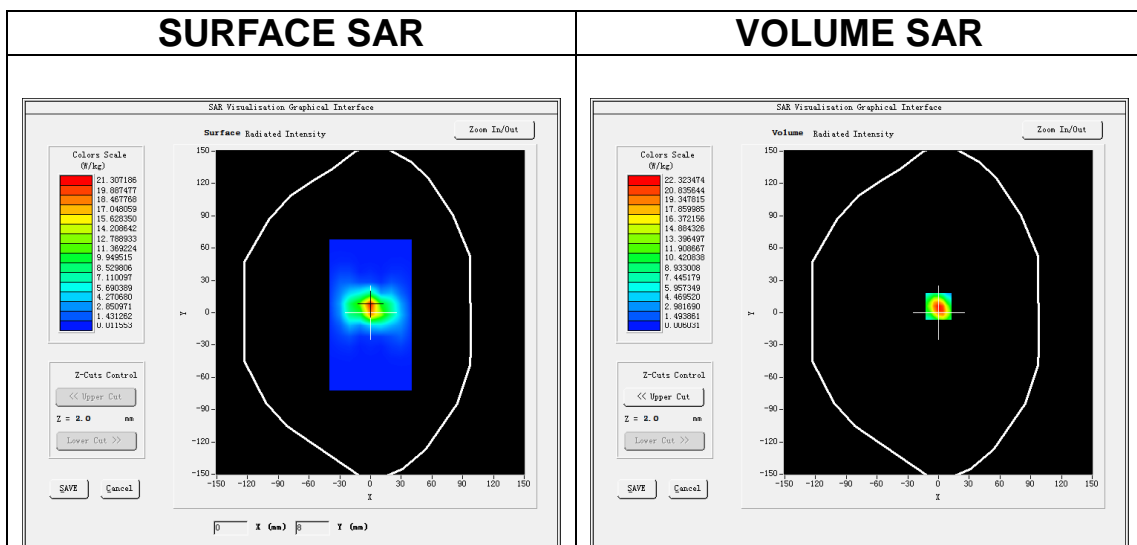 SURFACE SAR
SAR Visualisation Graphical Interface
Surface Radiated Intensity
Zoom In/Out
Colors Scale
(W/kg)
21.307186
19.887477
18.467768
17.048059
15.628350
14.208642
12.788933
11.369224
9.949515
8.529806
7.110097
5.690389
4.270680
2.850971
1.431262
0.011553
150
120
90
60
30
0
-30
-60
-90
-120
-150
Y
-150 -120 -90 -60 -30 0 30 60 90 120 150
X
Z-Cuts Control
<< Upper Cut
Z = 2.0 mm
Lower Cut >>
SAVE Cancel
0 X (mm) 8 Y (mm)
VOLUME SAR
SAR Visualisation Graphical Interface
Volume Radiated Intensity
Zoom In/Out
Colors Scale
(W/kg)
22.323474
20.835644
19.347815
17.859985
16.372156
14.884326
13.396497
11.908667
10.420838
8.933008
7.445179
5.957349
4.469520
2.981690
1.493861
0.006031
150
120
90
60
30
0
-30
-60
-90
-120
-150
Y
-150 -120 -90 -60 -30 0 30 60 90 120 150
X
Z-Cuts Control
<< Upper Cut
Z = 2.0 mm
Lower Cut >>
SAVE Cancel